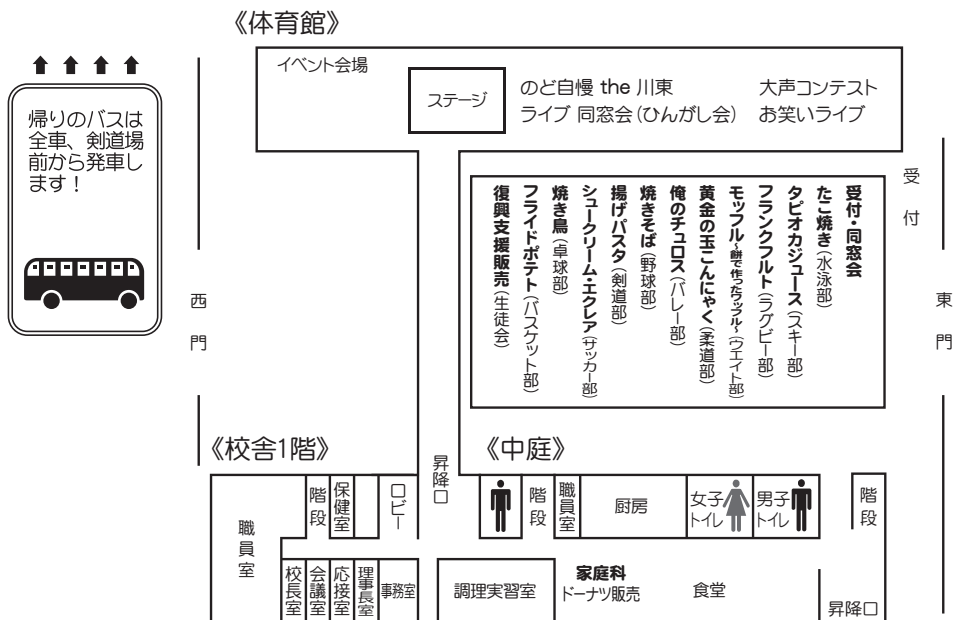 《体育館》
イベント会場
ステージ
のど自慢 the 川東
ライブ 同窓会(ひんがし会)
大声コンテスト
お笑いライブ
帰りのバスは
全車、剣道場
前から発車し
ます！
西門
受付
東門
受付・同窓会
たこ焼き(水泳部)
タピオカジュース(スキー部)
フランクフルト(ラグビー部)
モッフル～餅で作ったワッフル～(ウエイト部)
黄金の玉こんにゃく(柔道部)
俺のチュロス(バレー部)
焼きそば(野球部)
揚げパスタ(剣道部)
シュークリーム・エクレア(サッカー部)
焼き鳥(卓球部)
フライドポテト(バスケット部)
復興支援販売(生徒会)
《校舎1階》
昇降口
《中庭》
職員室
階段
保健室
ロビー
階段
職員室
厨房
女子
トイレ
男子
トイレ
階段
校長室
会議室
応接室
理事長室
事務室
調理実習室
家庭科
ドーナツ販売
食堂
昇降口